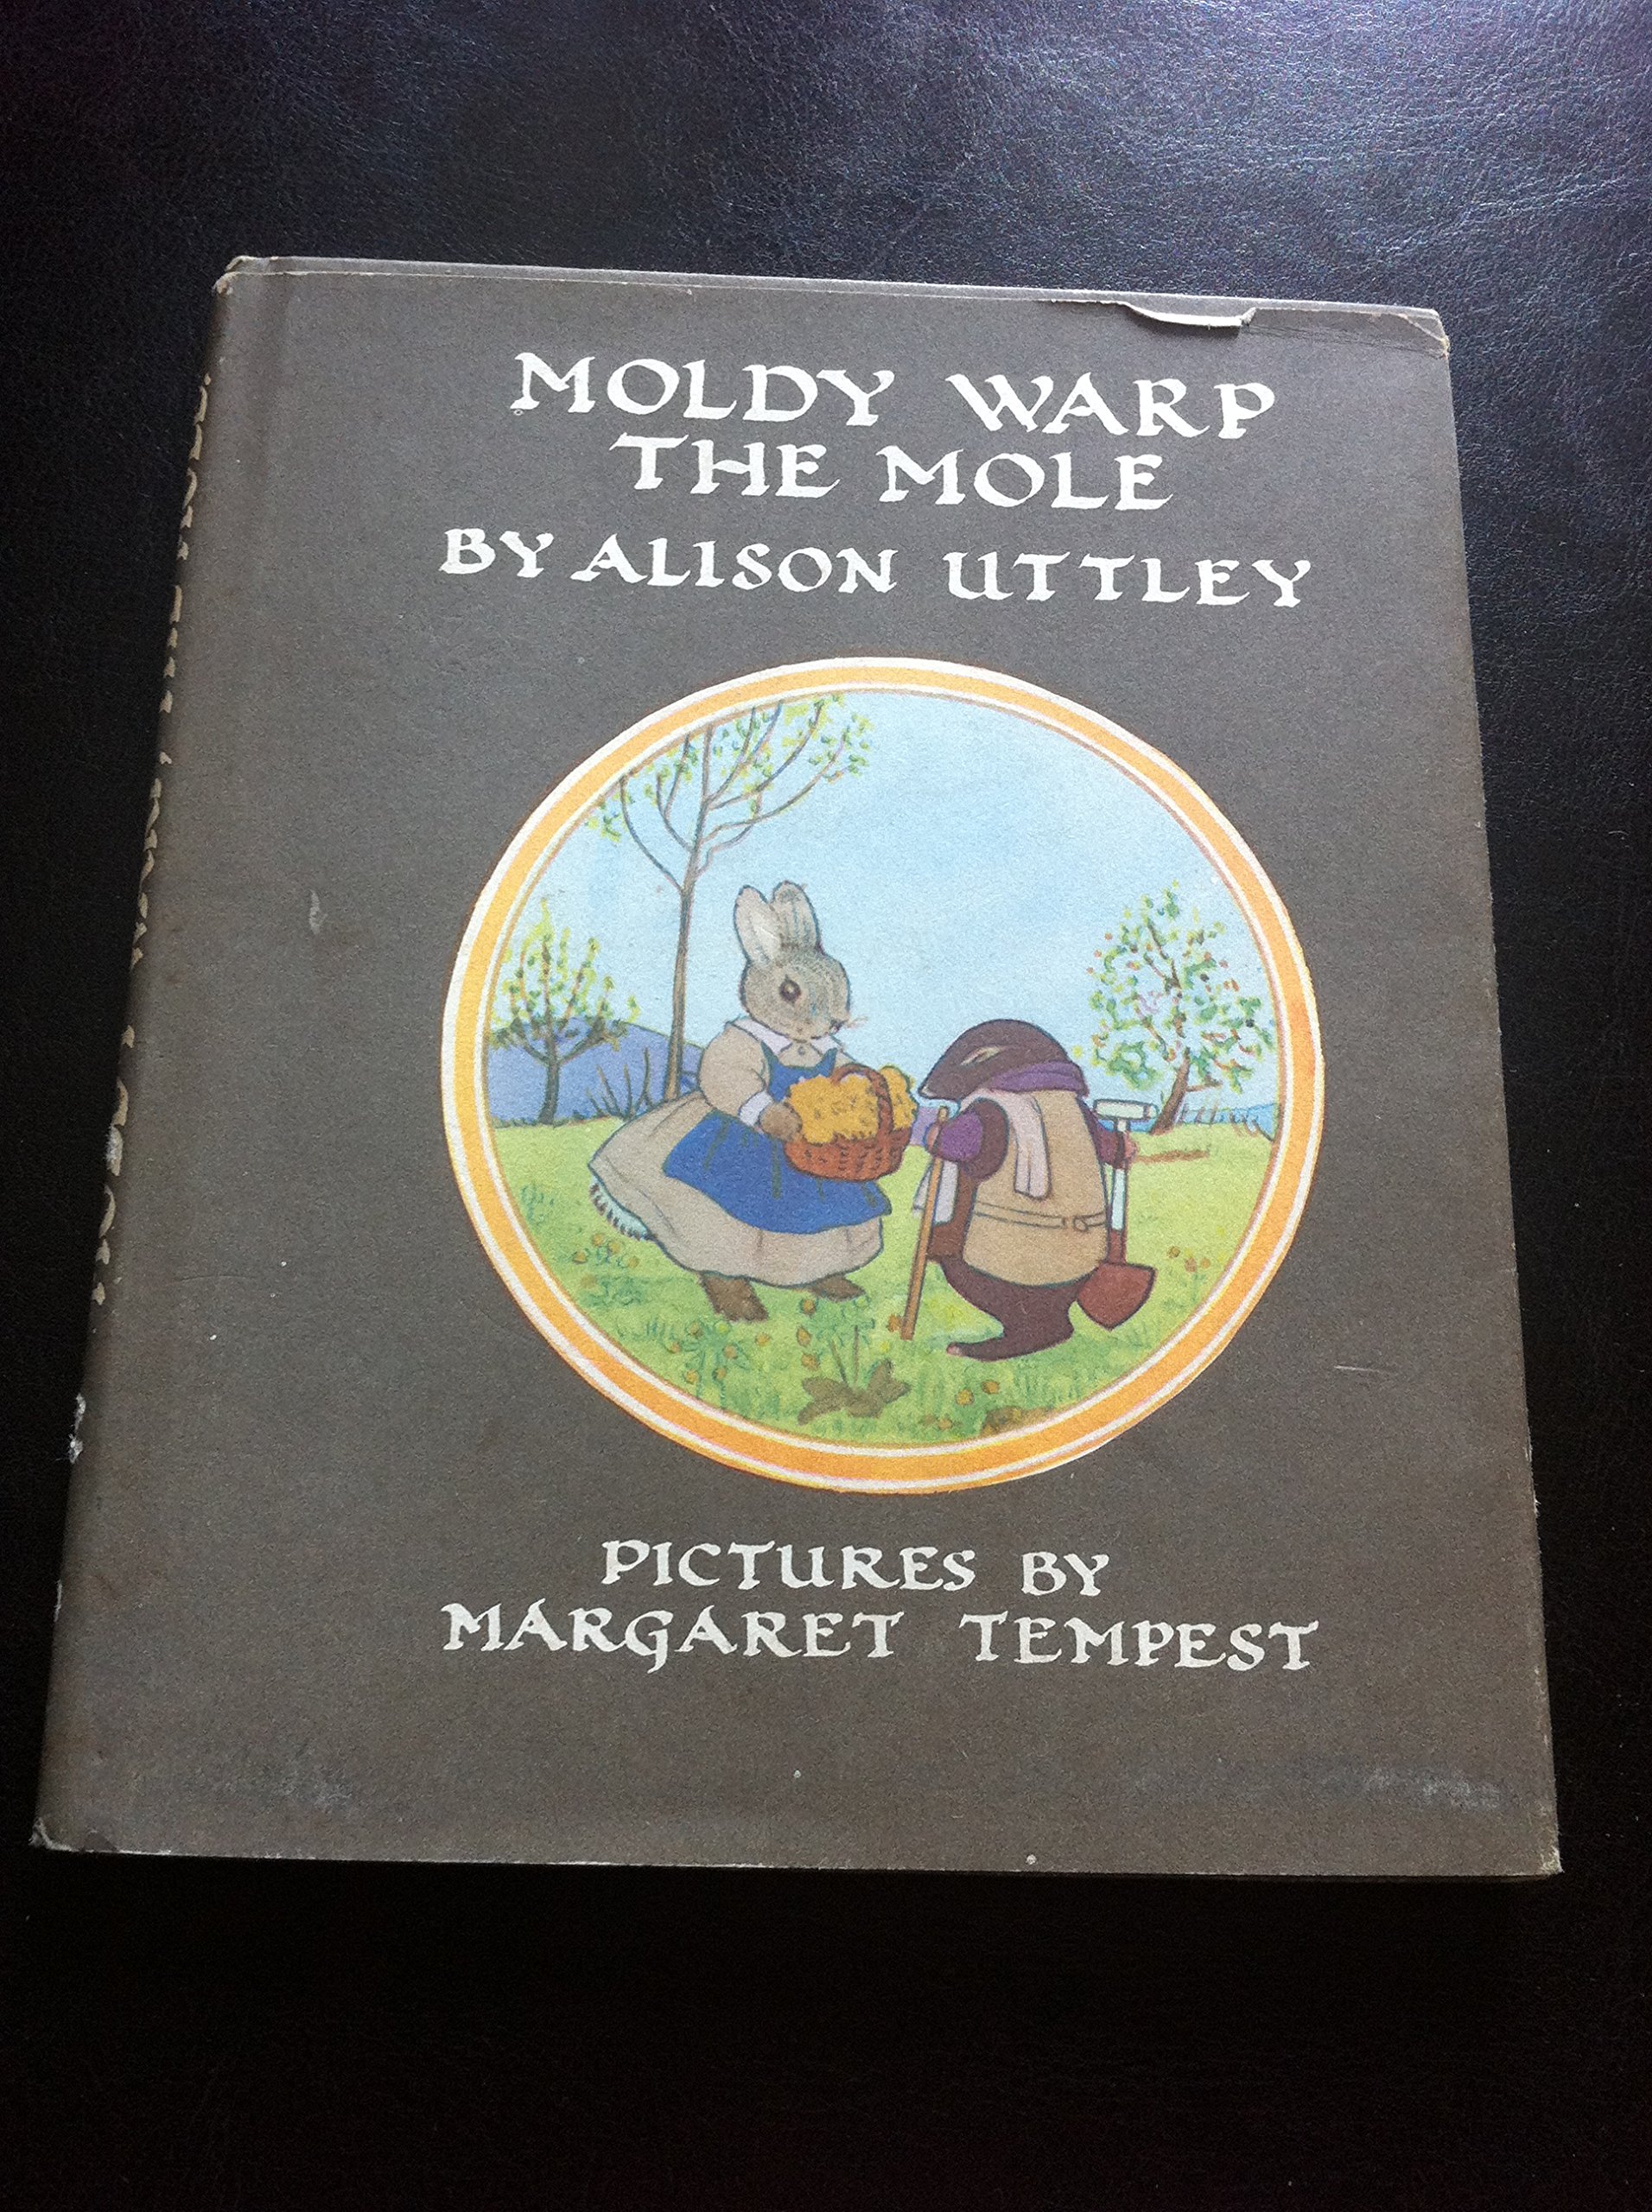 MOLDY WARP
THE MOLE
BY ALISON UTTLEY
PICTURES BY
MARGARET TEMPEST